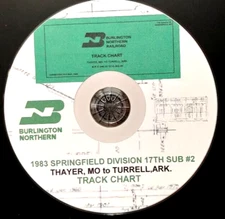 BURLINGTON
NORTHERN
RAILROAD
TRACK CHART
BURLINGTON
NORTHERN
1983 SPRINGFIELD DIVISION 17TH SUB #2
THAYER, MO to TURRELL,ARK.
TRACK CHART